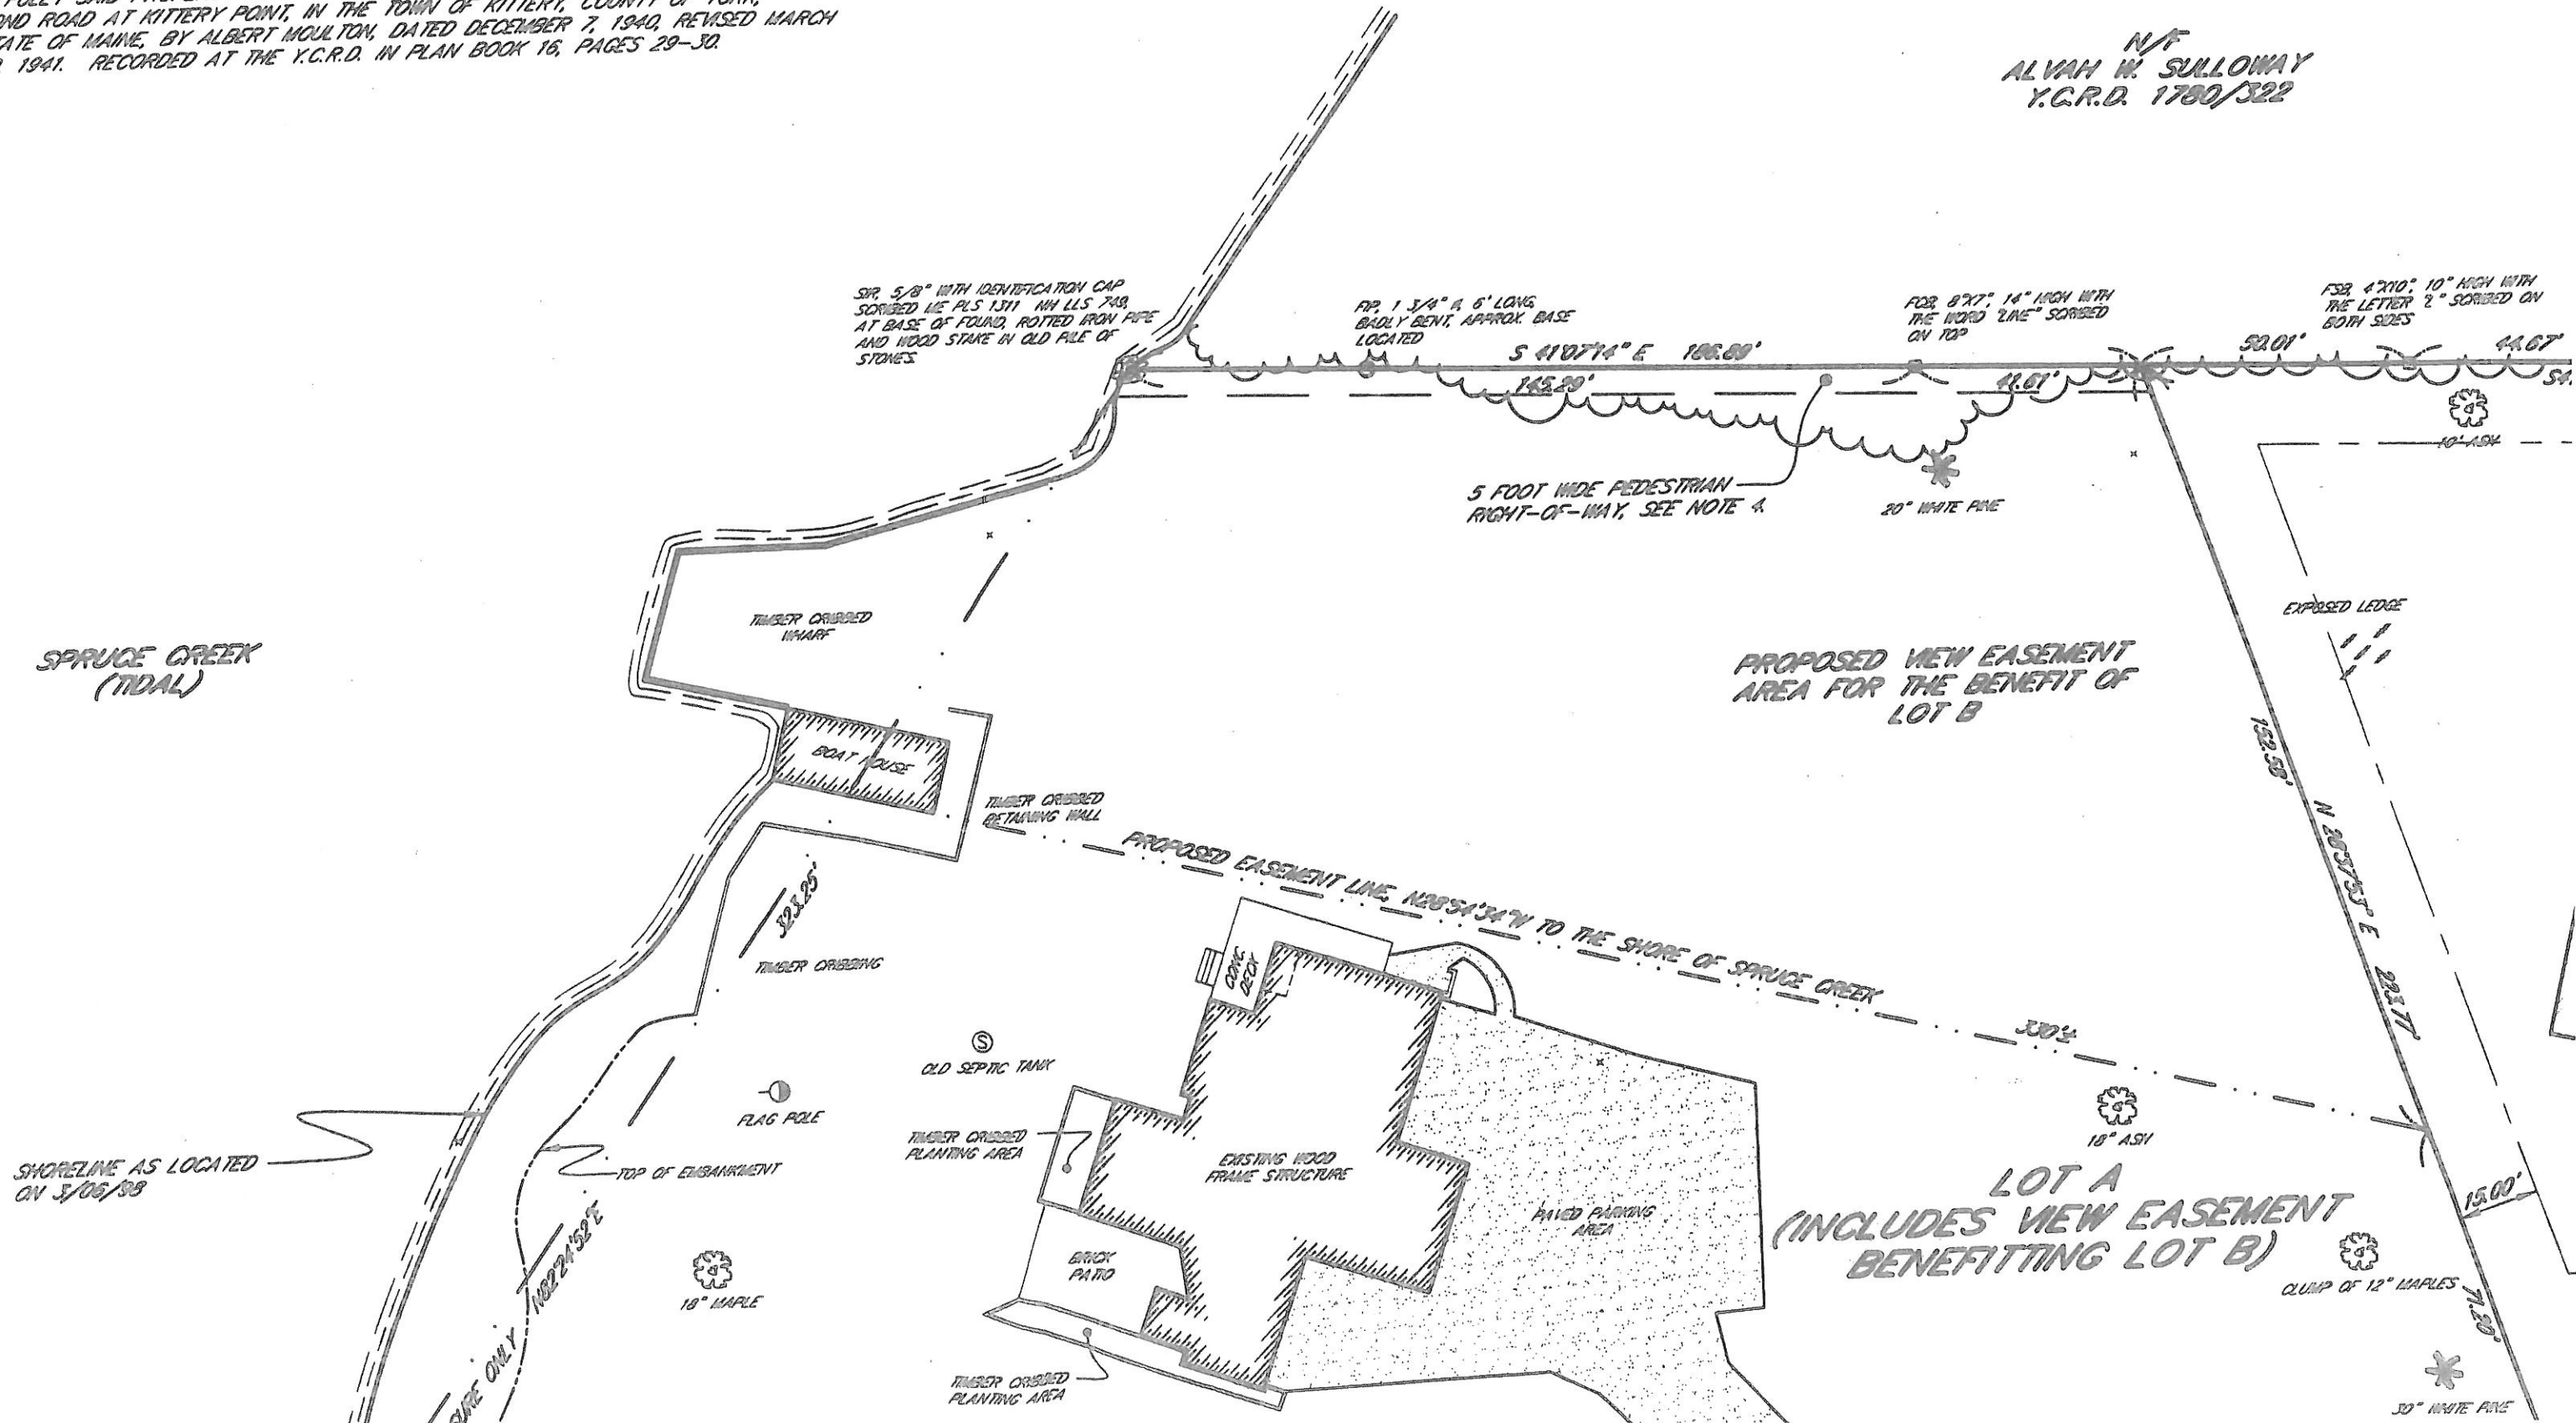 OND ROAD AT KITTERY POINT, IN THE TOWN OF KITTERY, COUNTY OF YORK,
TATE OF MAINE, BY ALBERT MOULTON, DATED DECEMBER 7, 1940, REVISED MARCH
1941. RECORDED AT THE Y.C.R.D. IN PLAN BOOK 16, PAGES 29-30.
N/F
ALVAH W. SULLOWAY
Y.C.R.D. 1780/322
SIR, 5/8" WITH IDENTIFICATION CAP
SCRIBED ME PLS 1311 NH LLS 749,
AT BASE OF FOUND, ROTTED IRON PIPE
AND WOOD STAKE IN OLD PILE OF
STONES.
FIP, 1 3/4" 6' LONG,
BADLY BENT, APPROX. BASE
LOCATED
FCB, 8"X7", 14" HIGH WITH
THE WORD "LINE" SCRIBED
ON TOP
FSB, 4"X10", 10" HIGH WITH
THE LETTER "L" SCRIBED ON
BOTH SIDES
S 41°07'14" E 186.89'
145.29'
41.61'
50.01'
44.67'
S4
10" ASH
5 FOOT WIDE PEDESTRIAN
RIGHT-OF-WAY, SEE NOTE 4.
20" WHITE PINE
EXPOSED LEDGE
TIMBER CRIBBED
WHARF
SPRUCE CREEK
(TIDAL)
PROPOSED VIEW EASEMENT
AREA FOR THE BENEFIT OF
LOT B
BOAT HOUSE
152.58'
N 28°37'53" E 223.77'
TIMBER CRIBBED
RETAINING WALL
PROPOSED EASEMENT LINE, N28°54'34"W TO THE SHORE OF SPRUCE CREEK
330'±
323.25'
TIMBER CRIBBING
CONC.
DECK
S
OLD SEPTIC TANK
FLAG POLE
TIMBER CRIBBED
PLANTING AREA
EXISTING WOOD
FRAME STRUCTURE
18" ASH
SHORELINE AS LOCATED
ON 3/06/98
TOP OF EMBANKMENT
LOT A
(INCLUDES VIEW EASEMENT
BENEFITTING LOT B)
15.00'
PAVED PARKING
AREA
N82°24'52"E
BRICK
PATIO
18" MAPLE
CLUMP OF 12" MAPLES
71.20'
URE ONLY
TIMBER CRIBBED
PLANTING AREA
30" WHITE PINE